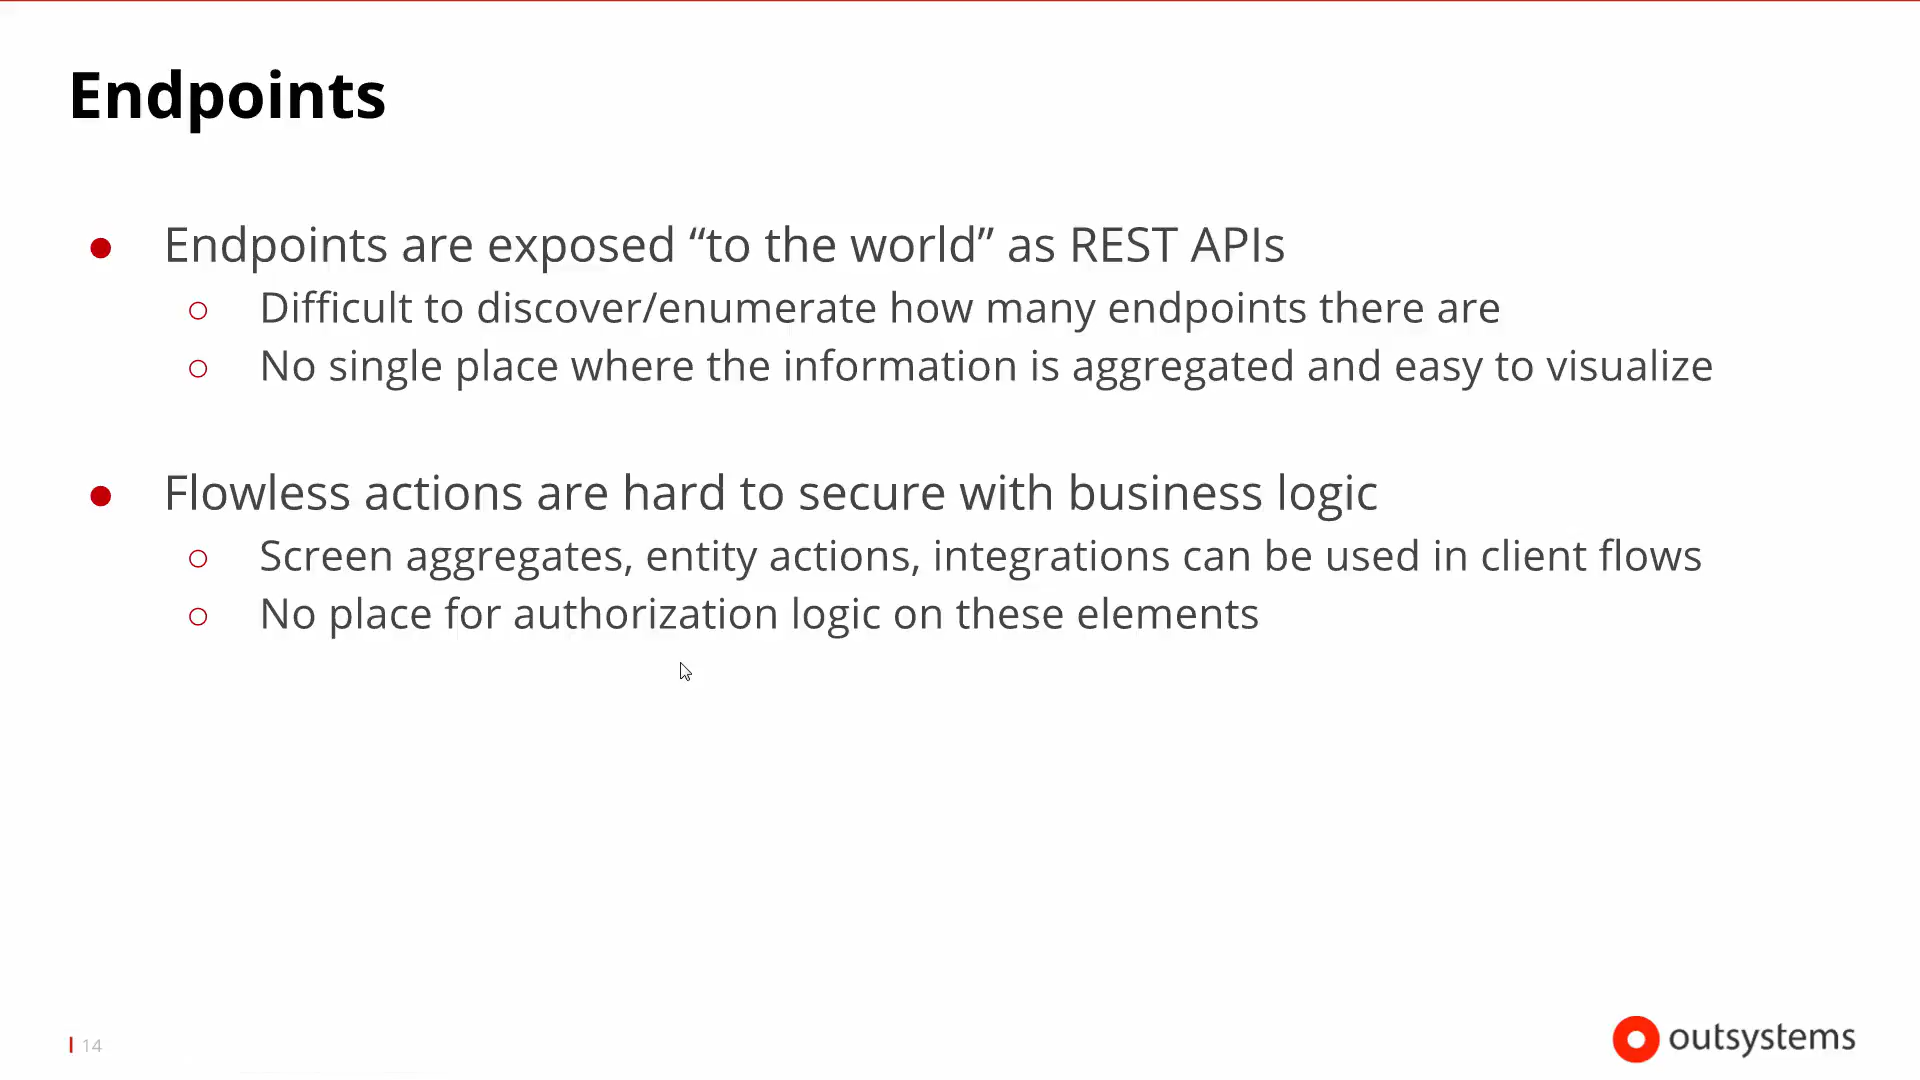 Endpoints
● Endpoints are exposed “to the world” as REST APIs
○ Difficult to discover/enumerate how many endpoints there are
○ No single place where the information is aggregated and easy to visualize
● Flowless actions are hard to secure with business logic
○ Screen aggregates, entity actions, integrations can be used in client flows
○ No place for authorization logic on these elements
14
outsystems